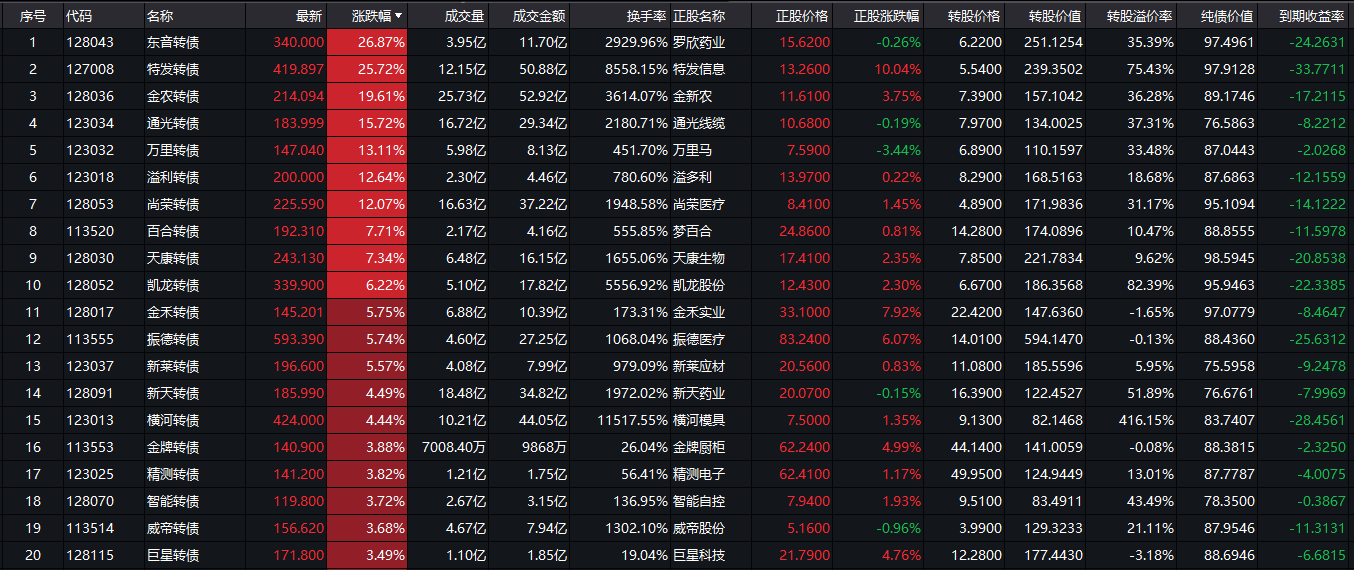 序号 代码 名称 最新 涨跌幅 成交量 成交金额 换手率 正股名称 正股价格 正股涨跌幅 转股价格 转股价值 转股溢价率 纯债价值 到期收益率
1 128043 东音转债 340.000 26.87% 3.95亿 11.70亿 2929.96% 罗欣药业 15.6200 -0.26% 6.2200 251.1254 35.39% 97.4961 -24.2631
2 127008 特发转债 419.897 25.72% 12.15亿 50.88亿 8558.15% 特发信息 13.2600 10.04% 5.5400 239.3502 75.43% 97.9128 -33.7711
3 128036 金农转债 214.094 19.61% 25.73亿 52.92亿 3614.07% 金新农 11.6100 3.75% 7.3900 157.1042 36.28% 89.1746 -17.2115
4 123034 通光转债 183.999 15.72% 16.72亿 29.34亿 2180.71% 通光线缆 10.6800 -0.19% 7.9700 134.0025 37.31% 76.5863 -8.2212
5 123032 万里转债 147.040 13.11% 5.98亿 8.13亿 451.70% 万里马 7.5900 -3.44% 6.8900 110.1597 33.48% 87.0443 -2.0268
6 123018 溢利转债 200.000 12.64% 2.30亿 4.46亿 780.60% 溢多利 13.9700 0.22% 8.2900 168.5163 18.68% 87.6863 -12.1559
7 128053 尚荣转债 225.590 12.07% 16.63亿 37.22亿 1948.58% 尚荣医疗 8.4100 1.45% 4.8900 171.9836 31.17% 95.1094 -14.1222
8 113520 百合转债 192.310 7.71% 2.17亿 4.16亿 555.85% 梦百合 24.8600 0.81% 14.2800 174.0896 10.47% 88.8555 -11.5978
9 128030 天康转债 243.130 7.34% 6.48亿 16.15亿 1655.06% 天康生物 17.4100 2.35% 7.8500 221.7834 9.62% 98.5945 -20.8538
10 128052 凯龙转债 339.900 6.22% 5.10亿 17.82亿 5556.92% 凯龙股份 12.4300 2.30% 6.6700 186.3568 82.39% 95.9463 -22.3385
11 128017 金禾转债 145.201 5.75% 6.88亿 10.39亿 173.31% 金禾实业 33.1000 7.92% 22.4200 147.6360 -1.65% 97.0779 -8.4647
12 113555 振德转债 593.390 5.74% 4.60亿 27.25亿 1068.04% 振德医疗 83.2400 6.07% 14.0100 594.1470 -0.13% 88.4360 -25.6312
13 123037 新莱转债 196.600 5.57% 4.08亿 7.99亿 979.09% 新莱应材 20.5600 0.83% 11.0800 185.5596 5.95% 75.5958 -9.2478
14 128091 新天转债 185.990 4.49% 18.48亿 34.82亿 1972.02% 新天药业 20.0700 -0.15% 16.3900 122.4527 51.89% 76.6761 -7.9969
15 123013 横河转债 424.000 4.44% 10.21亿 44.05亿 11517.55% 横河模具 7.5000 1.35% 9.1300 82.1468 416.15% 83.7407 -28.4561
16 113553 金牌转债 140.900 3.88% 7008.40万 9868万 26.04% 金牌厨柜 62.2400 4.99% 44.1400 141.0059 -0.08% 88.3815 -2.3250
17 123025 精测转债 141.200 3.82% 1.21亿 1.75亿 56.41% 精测电子 62.4100 1.17% 49.9500 124.9449 13.01% 87.7787 -4.0075
18 128070 智能转债 119.800 3.72% 2.67亿 3.15亿 136.95% 智能自控 7.9400 1.93% 9.5100 83.4911 43.49% 78.3500 -0.3867
19 113514 威帝转债 156.620 3.68% 4.67亿 7.94亿 1302.10% 威帝股份 5.1600 -0.96% 3.9900 129.3233 21.11% 87.9546 -11.3131
20 128115 巨星转债 171.800 3.49% 1.10亿 1.85亿 19.04% 巨星科技 21.7900 4.76% 12.2800 177.4430 -3.18% 88.6946 -6.6815